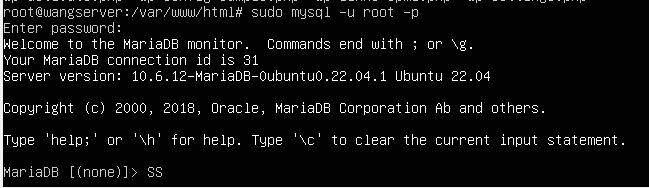 root@wangserver:/var/www/html# sudo mysql -u root -p
Enter password:
Welcome to the MariaDB monitor.  Commands end with ; or \g.
Your MariaDB connection id is 31
Server version: 10.6.12-MariaDB-0ubuntu0.22.04.1 Ubuntu 22.04
Copyright (c) 2000, 2018, Oracle, MariaDB Corporation Ab and others.
Type 'help;' or '\h' for help. Type '\c' to clear the current input statement.
MariaDB [(none)]> SS